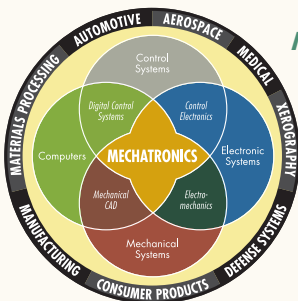 AUTOMOTIVE
AEROSPACE
MEDICAL
XEROGRAPHY
DEFENSE SYSTEMS
CONSUMER PRODUCTS
MANUFACTURING
MATERIALS PROCESSING
Control
Systems
Digital Control
Systems
Control
Electronics
Computers
MECHATRONICS
Electronic
Systems
Mechanical
CAD
Electro-
mechanics
Mechanical
Systems